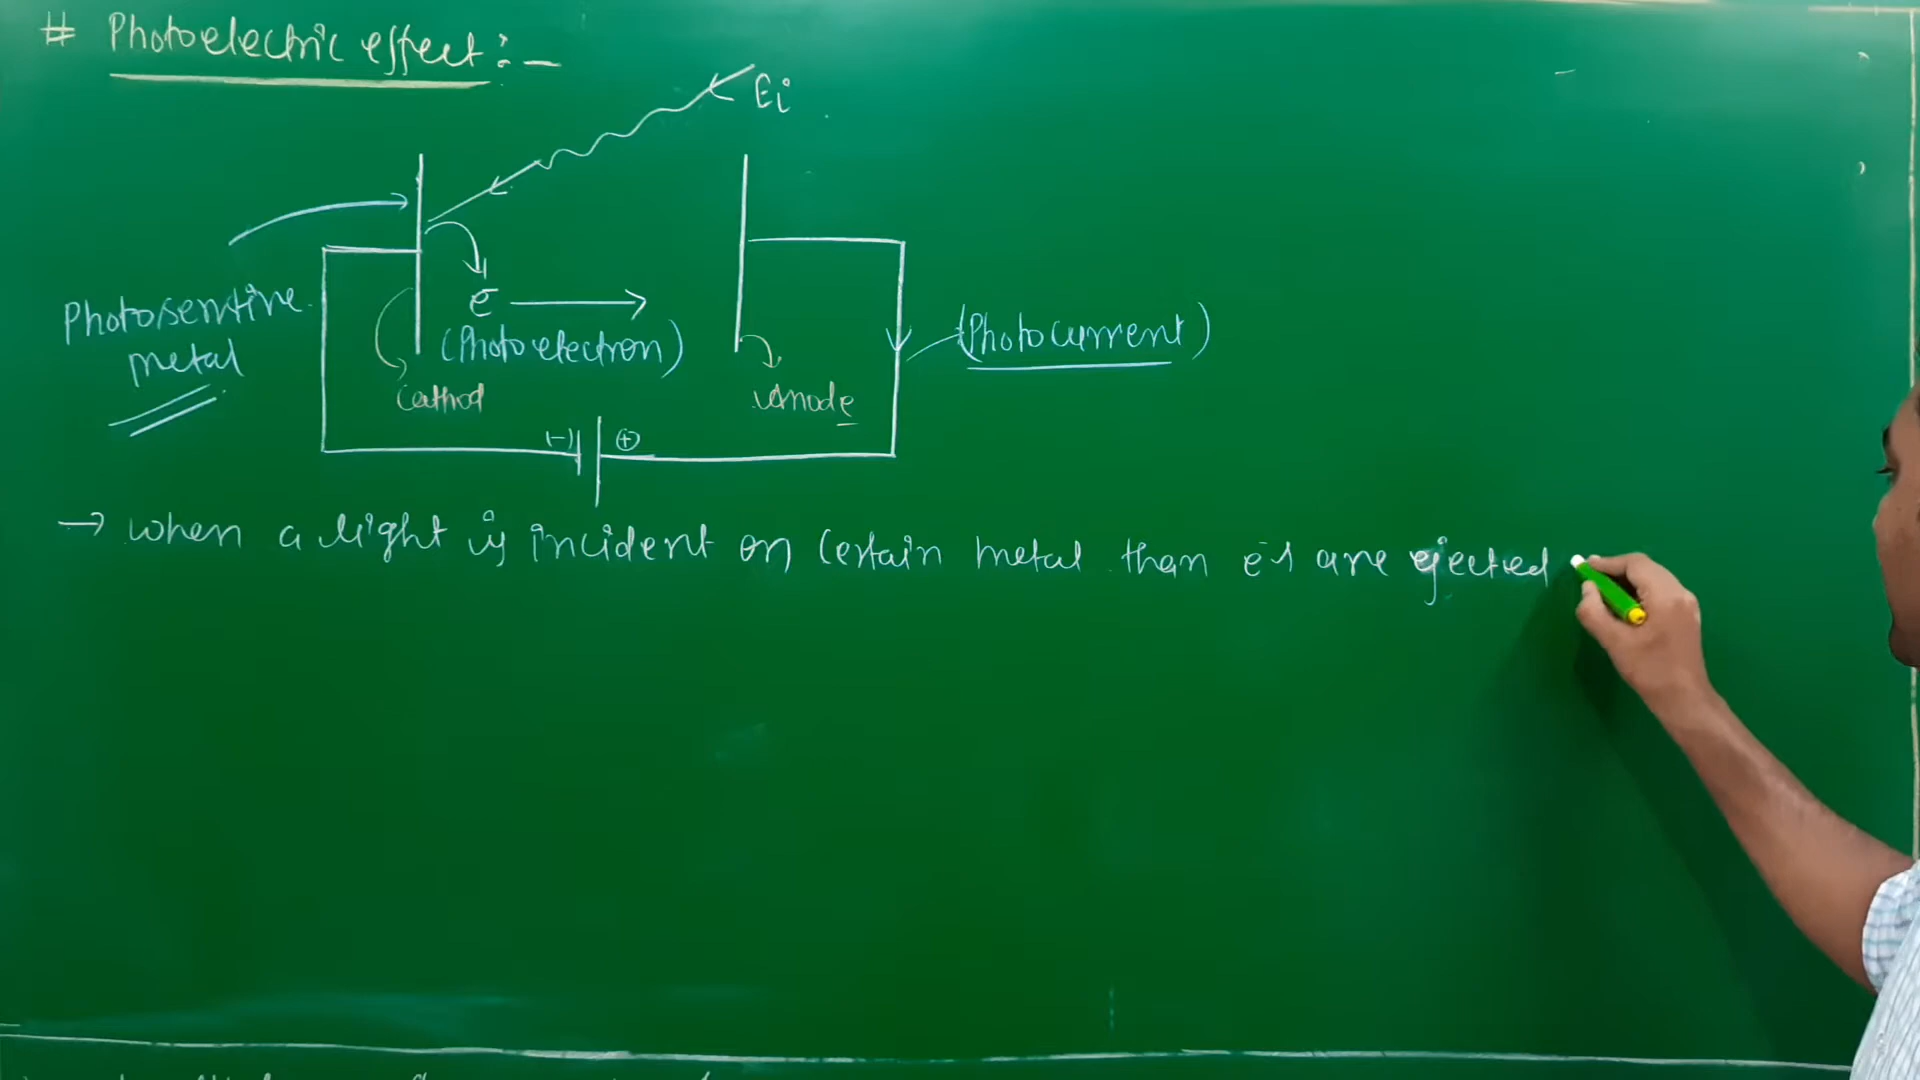 # Photoelectric effect :-
Ei
Photosensitive
metal
e-
(Photoelectron)
(Photocurrent)
Cathod
Anode
(-)
(+)
→ when a light is incident on certain metal than e-s are ejected